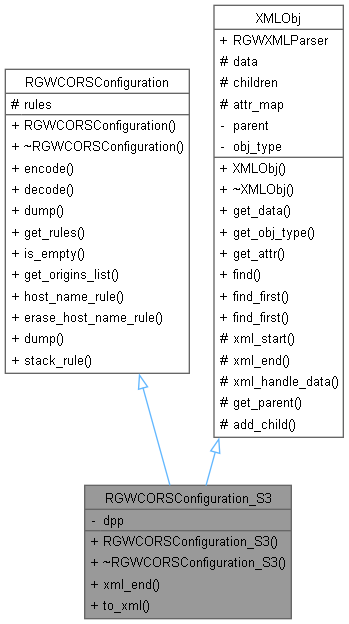 XMLObj
+ RGWXMLParser
# data
# children
# attr_map
- parent
- obj_type
+ XMLObj()
+ ~XMLObj()
+ get_data()
+ get_obj_type()
+ get_attr()
+ find()
+ find_first()
+ find_first()
# xml_start()
# xml_end()
# xml_handle_data()
# get_parent()
# add_child()
RGWCORSConfiguration
# rules
+ RGWCORSConfiguration()
+ ~RGWCORSConfiguration()
+ encode()
+ decode()
+ dump()
+ get_rules()
+ is_empty()
+ get_origins_list()
+ host_name_rule()
+ erase_host_name_rule()
+ dump()
+ stack_rule()
RGWCORSConfiguration_S3
- dpp
+ RGWCORSConfiguration_S3()
+ ~RGWCORSConfiguration_S3()
+ xml_end()
+ to_xml()